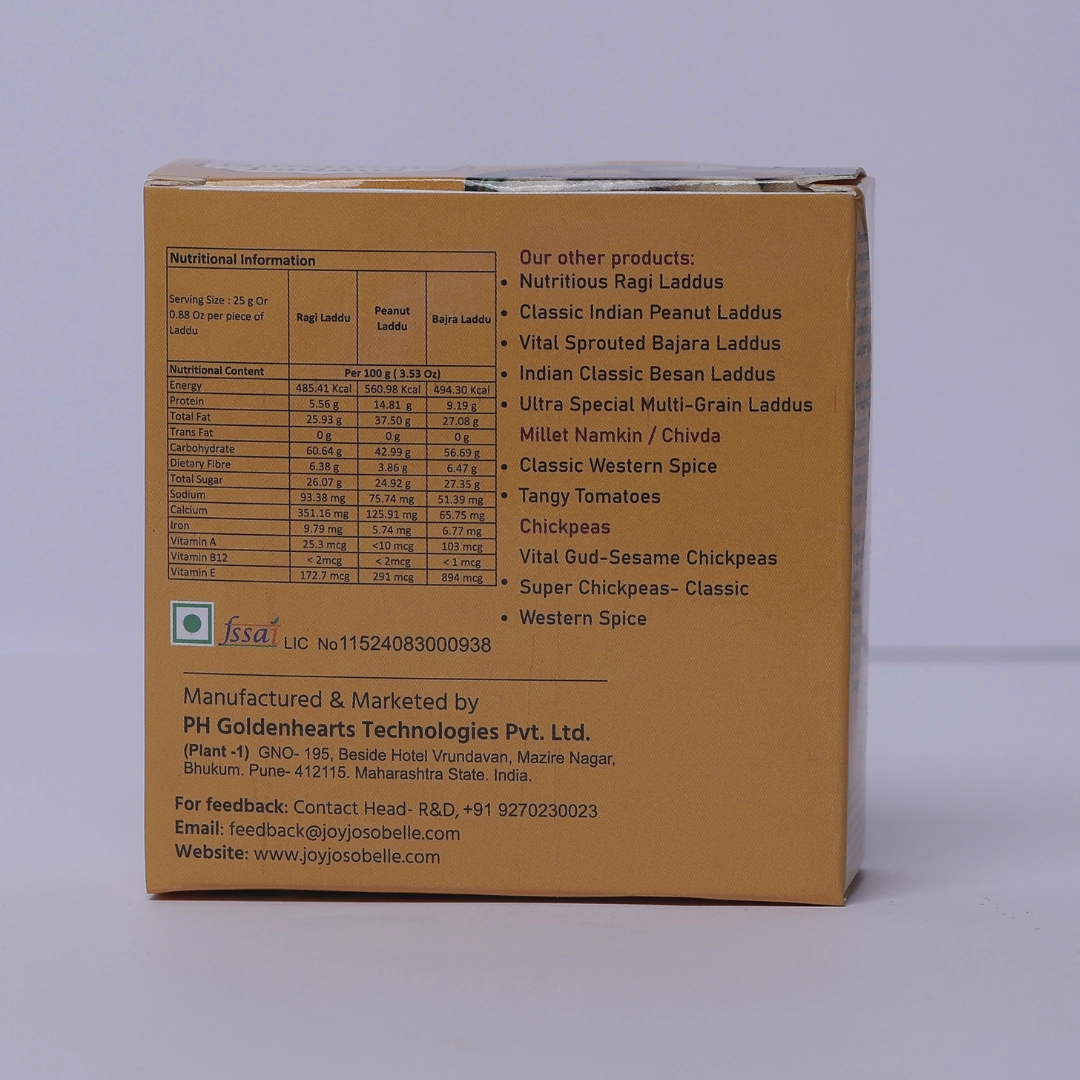 Nutritional Information
Serving Size : 25 g Or
0.88 Oz per piece of
Laddu
Ragi Laddu
Peanut
Laddu
Bajra Laddu
Nutritional Content Per 100 g ( 3.53 Oz)
Energy 485.41 Kcal 560.98 Kcal 494.30 Kcal
Protein 5.56 g 14.81 g 9.19 g
Total Fat 25.93 g 37.50 g 27.08 g
Trans Fat 0 g 0 g 0 g
Carbohydrate 60.64 g 42.99 g 56.69 g
Dietary Fibre 6.38 g 3.86 g 6.47 g
Total Sugar 26.07 g 24.92 g 27.35 g
Sodium 93.38 mg 75.74 mg 51.39 mg
Calcium 351.16 mg 125.91 mg 65.75 mg
Iron 9.79 mg 5.74 mg 6.77 mg
Vitamin A 25.3 mcg <10 mcg 103 mcg
Vitamin B12 < 2mcg < 2mcg < 1 mcg
Vitamin E 172.7 mcg 291 mcg 894 mcg
fssai LIC No11524083000938
Our other products:
• Nutritious Ragi Laddus
• Classic Indian Peanut Laddus
• Vital Sprouted Bajara Laddus
• Indian Classic Besan Laddus
• Ultra Special Multi-Grain Laddus
Millet Namkin / Chivda
• Classic Western Spice
• Tangy Tomatoes
Chickpeas
Vital Gud-Sesame Chickpeas
• Super Chickpeas- Classic
• Western Spice
Manufactured & Marketed by
PH Goldenhearts Technologies Pvt. Ltd.
(Plant -1) GNO- 195, Beside Hotel Vrundavan, Mazire Nagar,
Bhukum. Pune- 412115. Maharashtra State. India.
For feedback: Contact Head- R&D, +91 9270230023
Email: feedback@joyjosobelle.com
Website: www.joyjosobelle.com